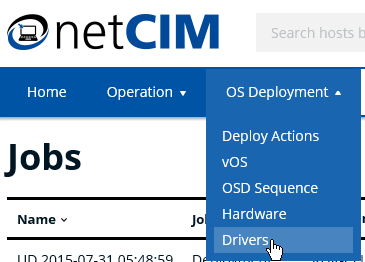 netCIM
Search hosts b
Home Operation OS Deployment
Deploy Actions
vOS
OSD Sequence
Hardware
Drivers
Jobs
Name
UD 2015-07-31 05:48:59